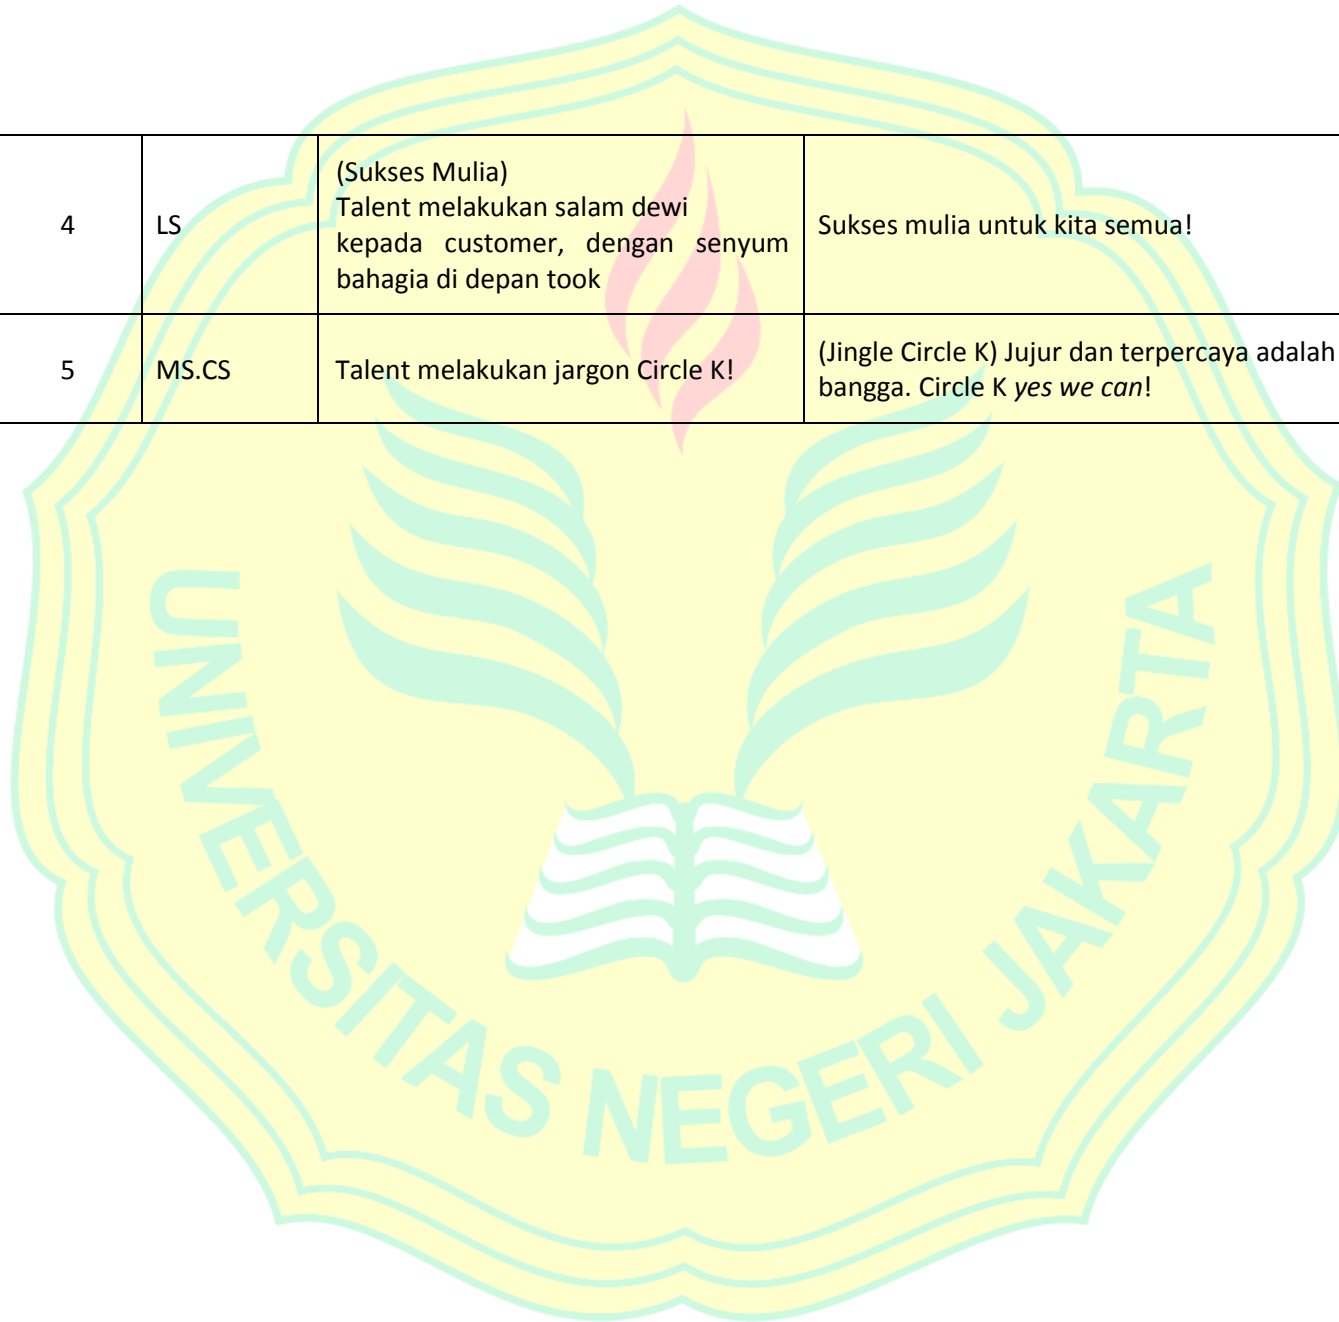 4
LS
(Sukses Mulia)
Talent melakukan salam dewi
kepada customer, dengan senyum
bahagia di depan took
Sukses mulia untuk kita semua!
5
MS.CS
Talent melakukan jargon Circle K!
(Jingle Circle K) Jujur dan terpercaya adalah
bangga. Circle K yes we can!
UNIVERSITAS NEGERI JAKARTA